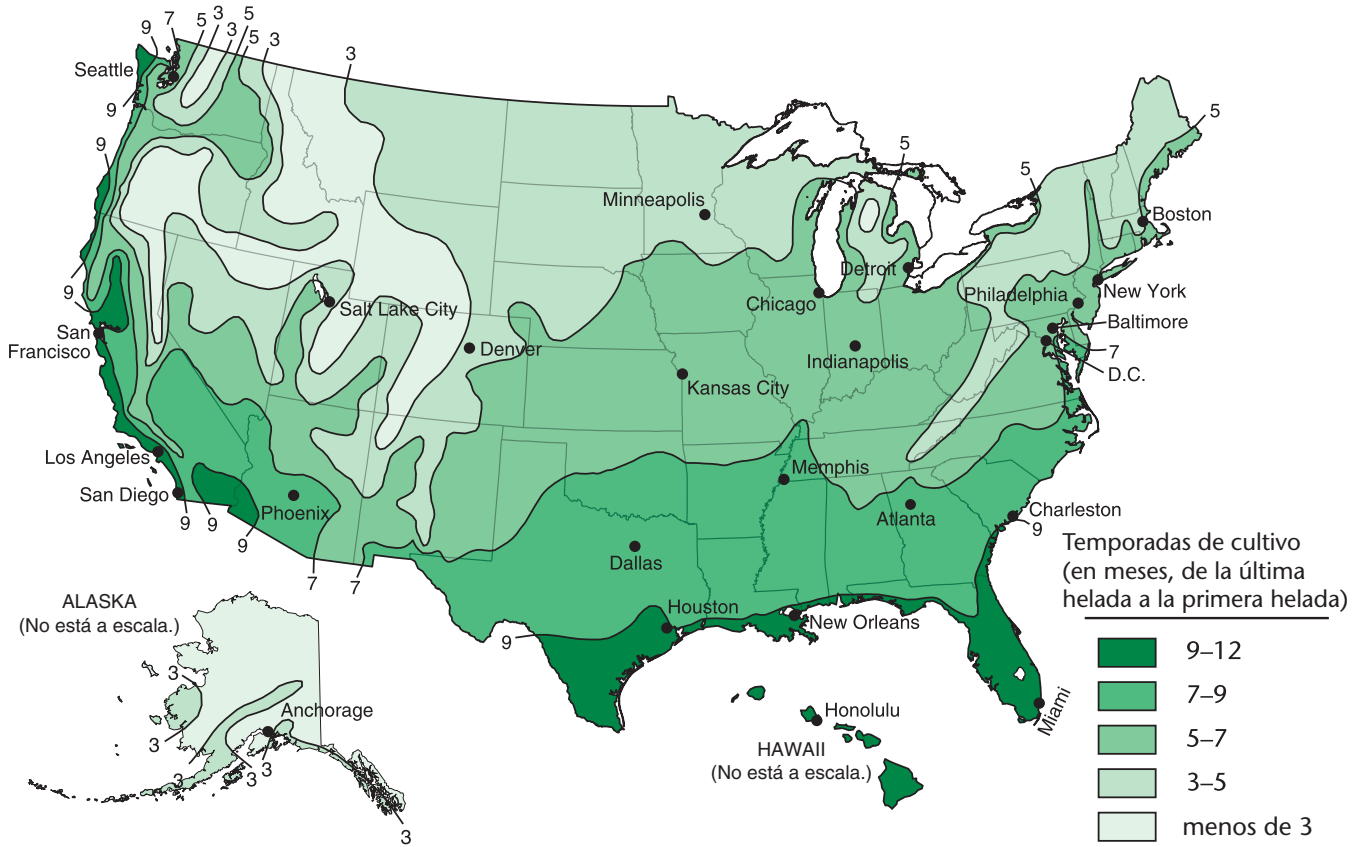 9
7
5
3
5
3
5
3
3
Seattle
9
9
5
5
5
Minneapolis
Boston
Detroit
9
Chicago
Philadelphia
New York
Salt Lake City
Baltimore
San
Francisco
Denver
Indianapolis
7
D.C.
Kansas City
Los Angeles
Memphis
San Diego
Phoenix
Atlanta
Charleston
9
9
9
9
7
7
Dallas
Houston
New Orleans
9
Miami
ALASKA
(No está a escala.)
3
Anchorage
3
3
3
3
3
Honolulu
HAWAII
(No está a escala.)
Temporadas de cultivo
(en meses, de la última
helada a la primera helada)
9–12
7–9
5–7
3–5
menos de 3